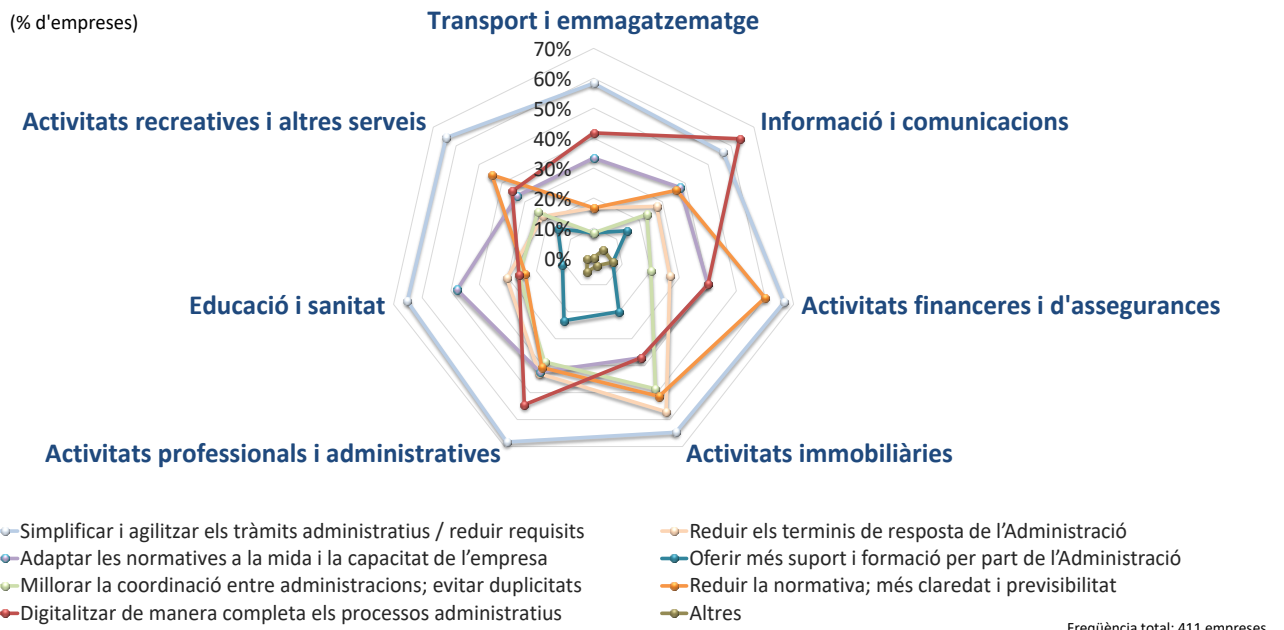 (% d'empreses)
Transport i emmagatzematge
70%
60%
50%
40%
30%
20%
10%
0%
Activitats recreatives i altres serveis
Informació i comunicacions
Educació i sanitat
Activitats financeres i d'assegurances
Activitats professionals i administratives
Activitats immobiliàries
Simplificar i agilitzar els tràmits administratius / reduir requisits
Reduir els terminis de resposta de l’Administració
Adaptar les normatives a la mida i la capacitat de l’empresa
Oferir més suport i formació per part de l’Administració
Millorar la coordinació entre administracions; evitar duplicitats
Reduir la normativa; més claredat i previsibilitat
Digitalitzar de manera completa els processos administratius
Altres
Freqüència total: 411 empreses